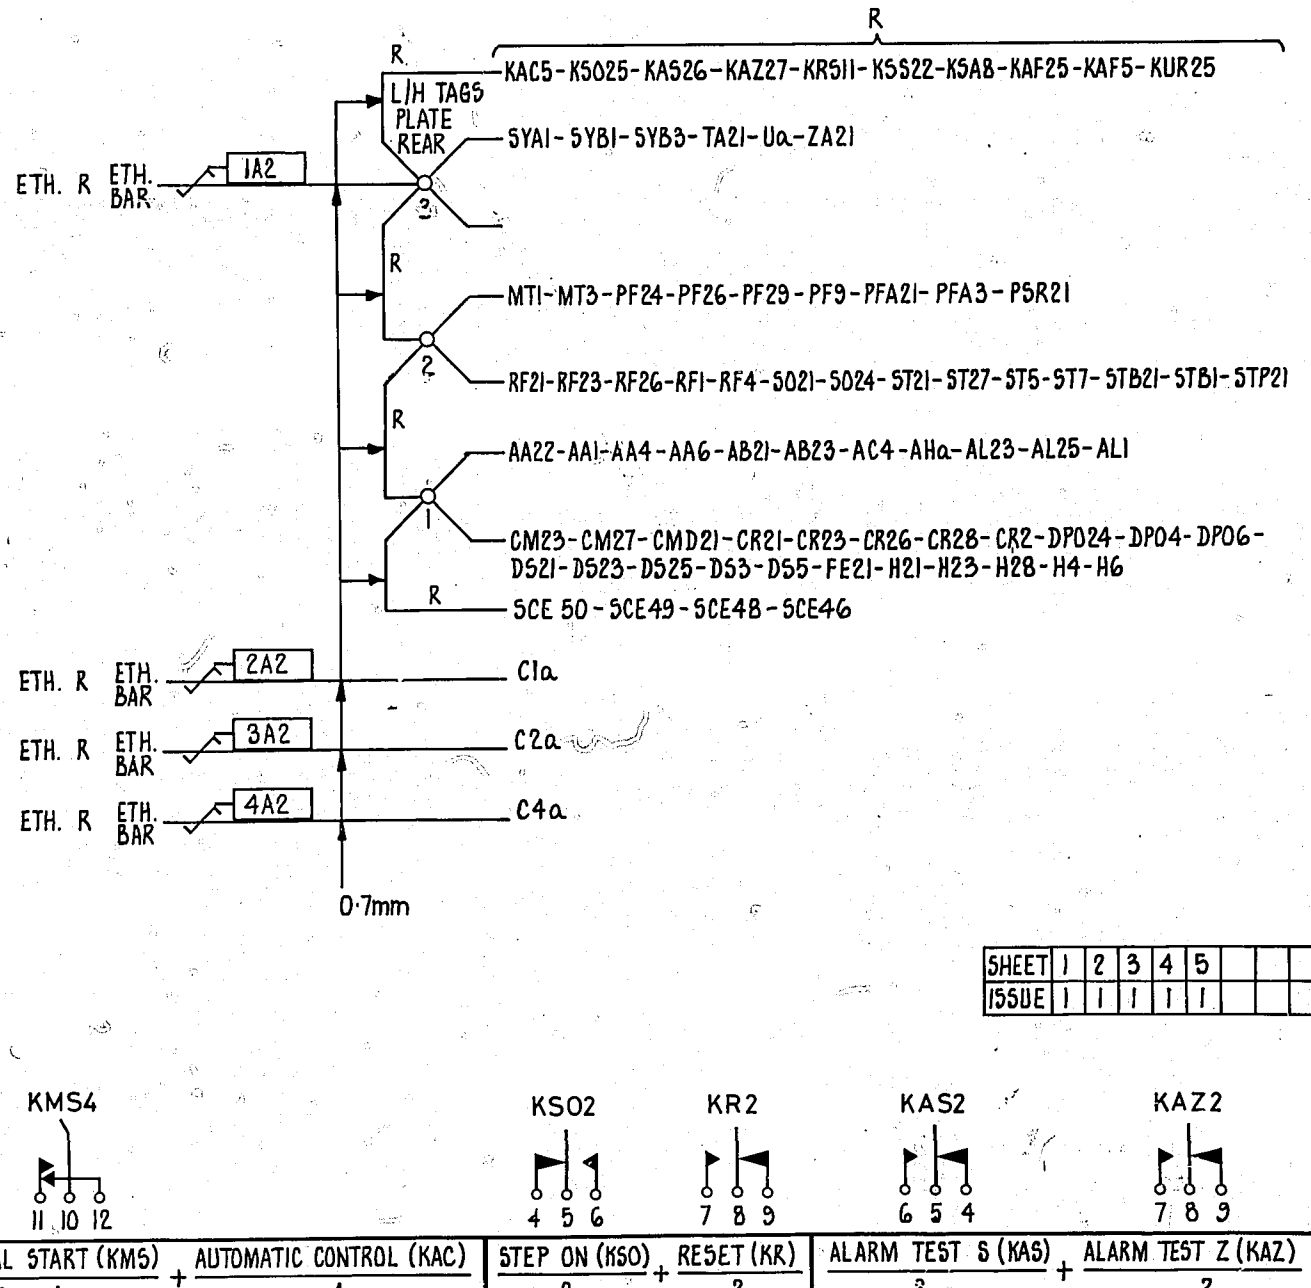 R
R
KAC5-KSO25-KAS26-KAZ27-KRS11-KSS22-KSA8-KAF25-KAF5-KUR25
L/H TAGS
PLATE
REAR
SYA1-SYB1-SYB3-TA21-Ua-ZA21
ETH. R ETH. BAR 1A2
3
R
MT1-MT3-PF24-PF26-PF29-PF9-PFA21-PFA3-PSR21
2
RF21-RF23-RF26-RF1-RF4-SO21-SO24-ST21-ST27-ST5-ST7-STB21-STB1-STP21
R
AA22-AA1-AA4-AA6-AB21-AB23-AC4-AHa-AL23-AL25-AL1
1
CM23-CM27-CMD21-CR21-CR23-CR26-CR28-CR2-DPO24-DPO4-DPO6-
DS21-DS23-DS25-DS3-DS5-FE21-H21-H23-H28-H4-H6
R
SCE 50-SCE49-SCE48-SCE46
ETH. R ETH. BAR 2A2 C1a
ETH. R ETH. BAR 3A2 C2a
ETH. R ETH. BAR 4A2 C4a
0.7mm
SHEET 1 2 3 4 5
ISSUE 1 1 1 1 1
KMS4 KSO2 KR2 KAS2 KAZ2
11 10 12 4 5 6 7 8 9 6 5 4 7 8 9
AL START (KMS) + AUTOMATIC CONTROL (KAC) STEP ON (KSO) + RESET (KR) ALARM TEST S (KAS) + ALARM TEST Z (KAZ)